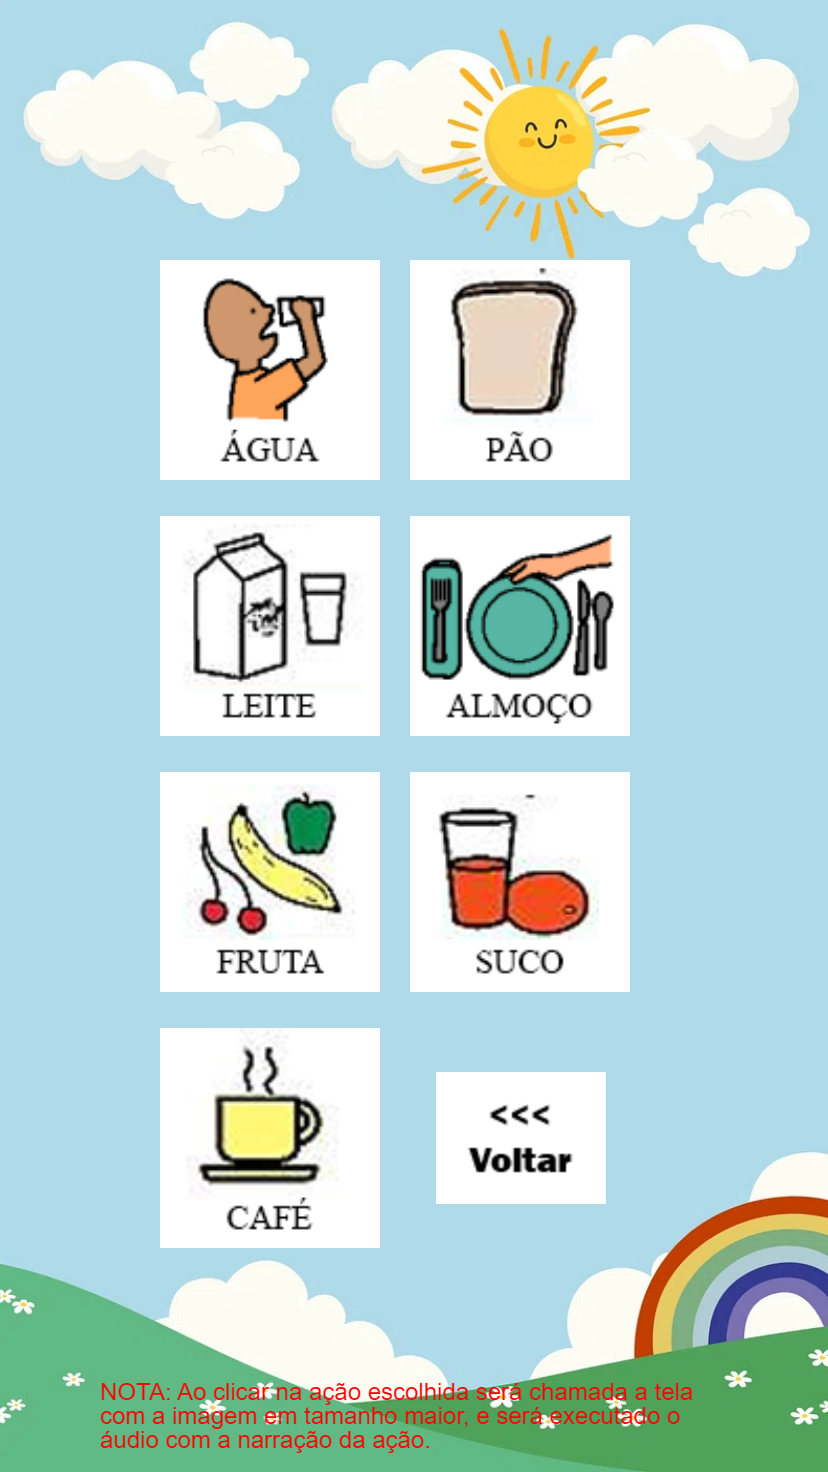 ÁGUA
PÃO
LEITE
ALMOÇO
FRUTA
SUCO
CAFÉ
<<<
Voltar
NOTA: Ao clicar na ação escolhida será chamada a tela
com a imagem em tamanho maior, e será executado o
áudio com a narração da ação.